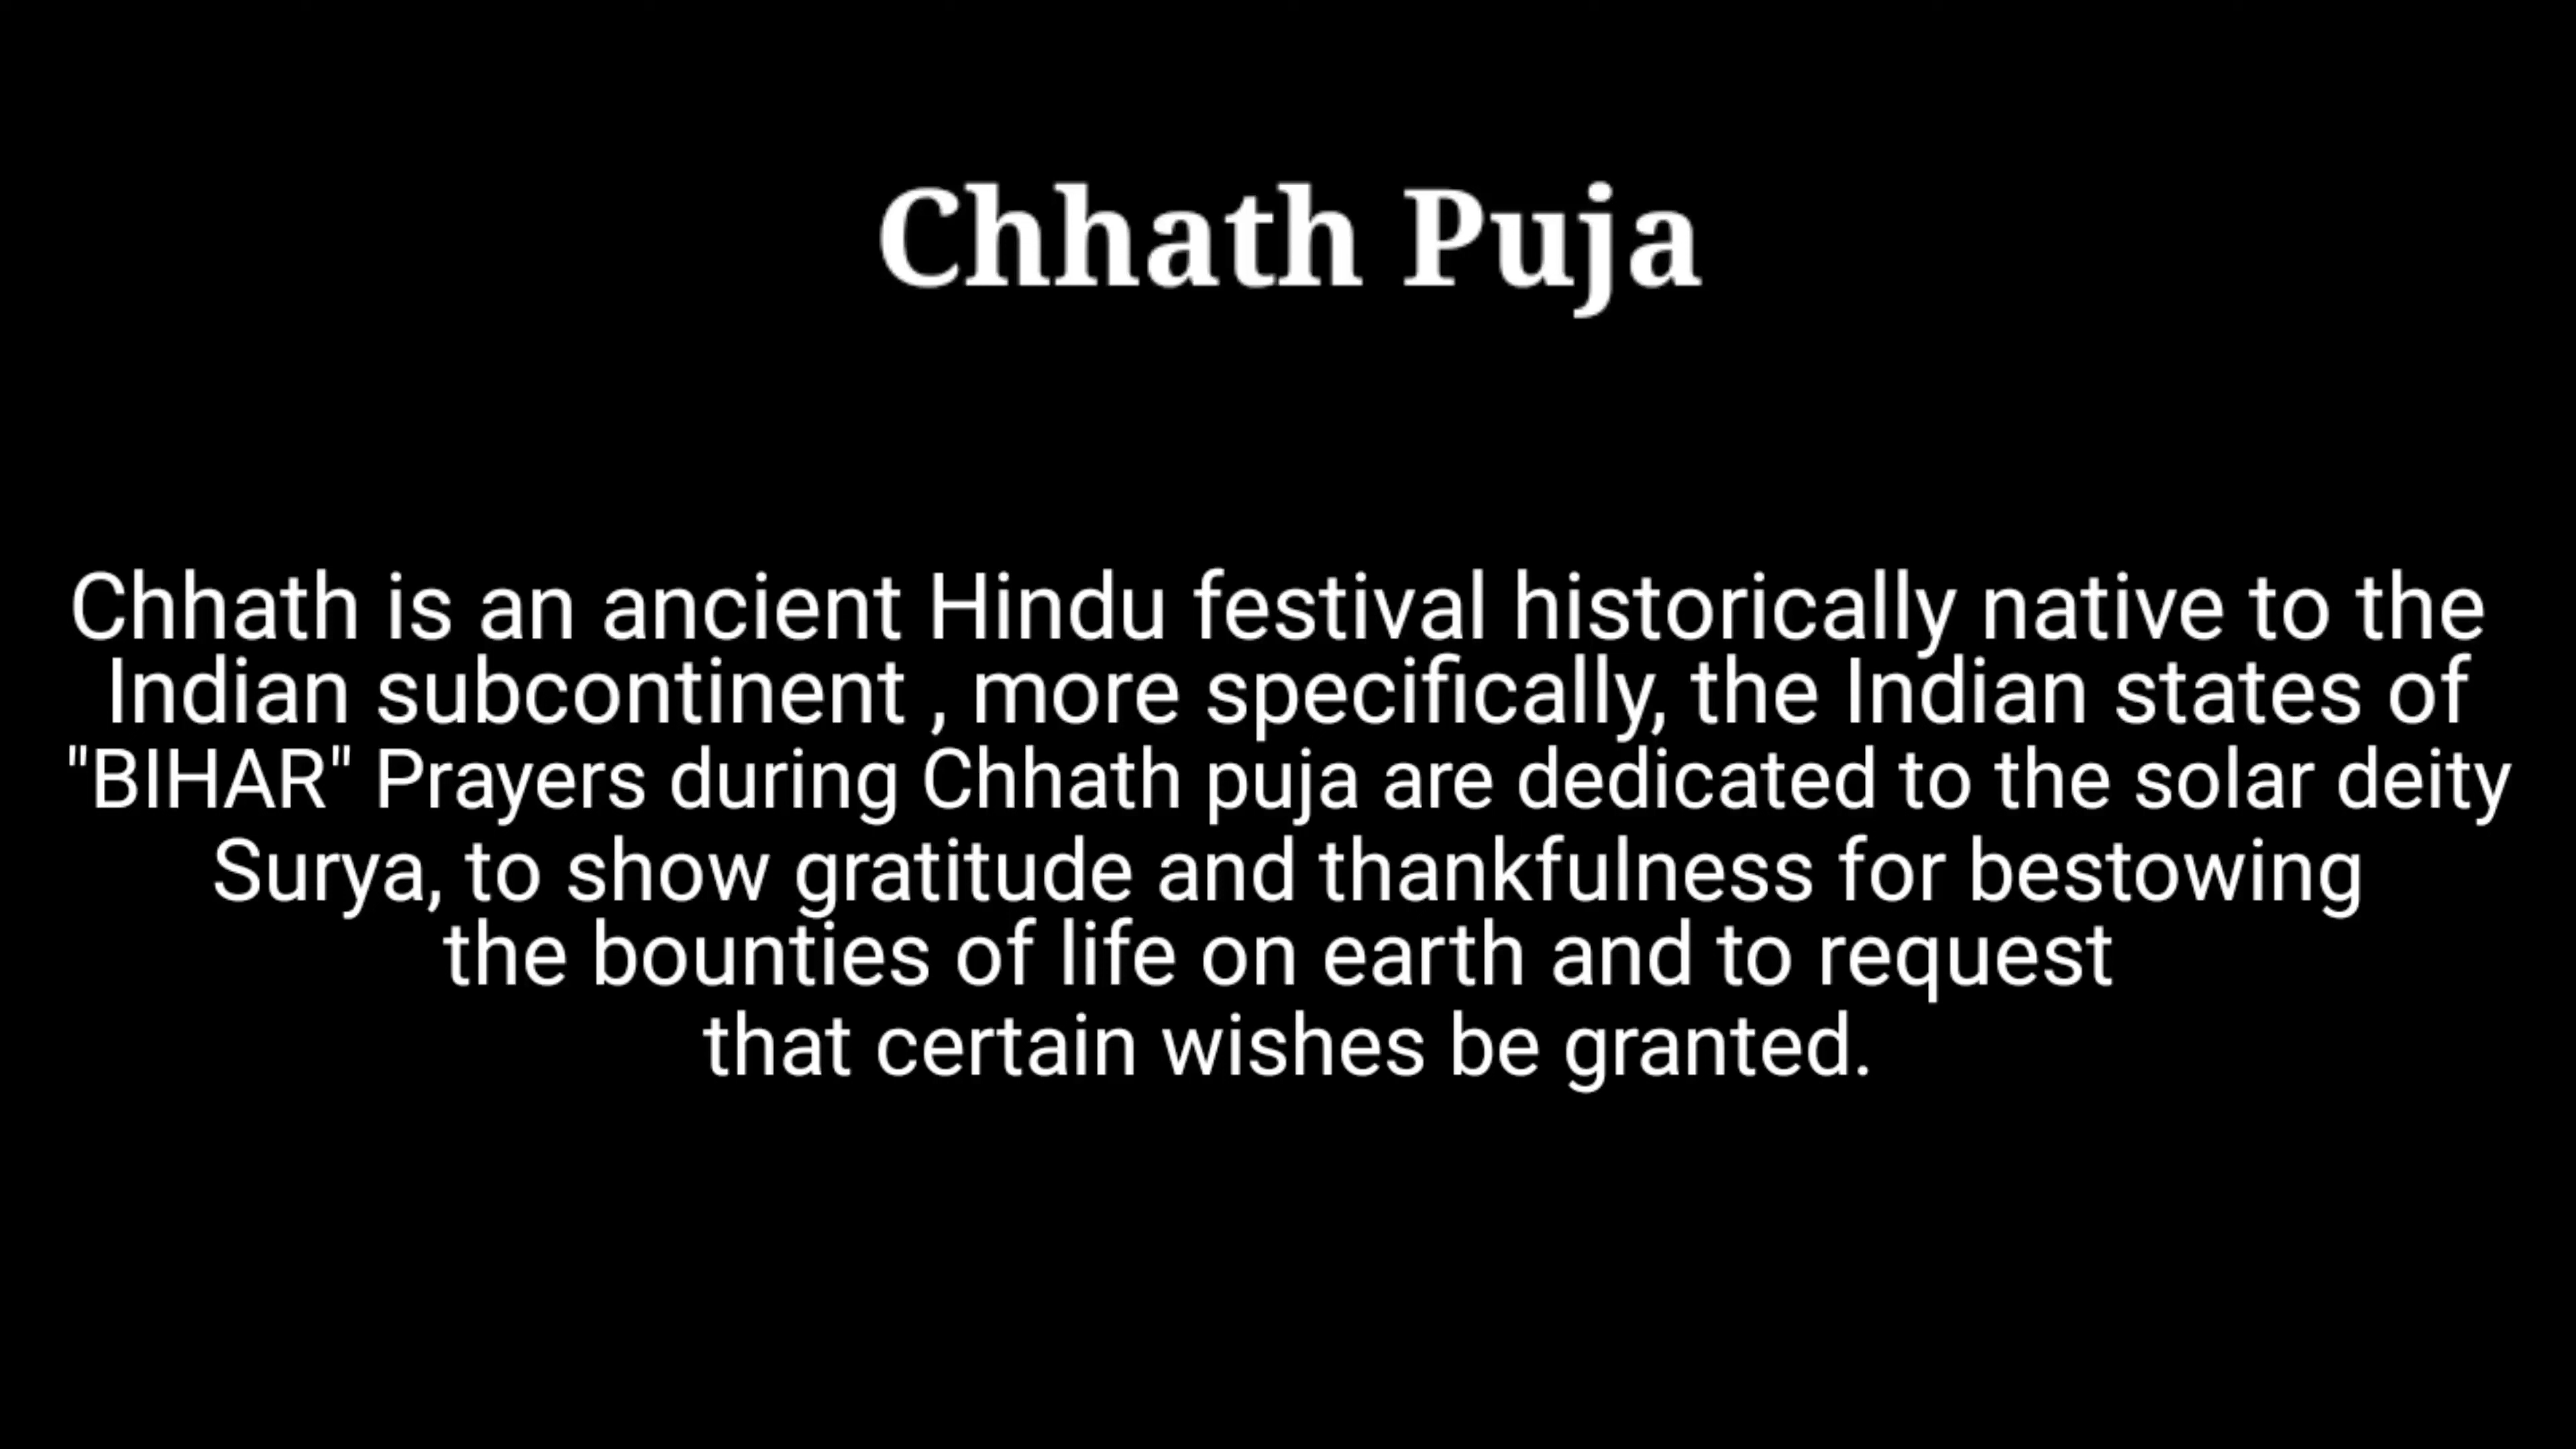 Chhath Puja
Chhath is an ancient Hindu festival historically native to the
Indian subcontinent , more specifically, the Indian states of
"BIHAR" Prayers during Chhath puja are dedicated to the solar deity
Surya, to show gratitude and thankfulness for bestowing
the bounties of life on earth and to request
that certain wishes be granted.